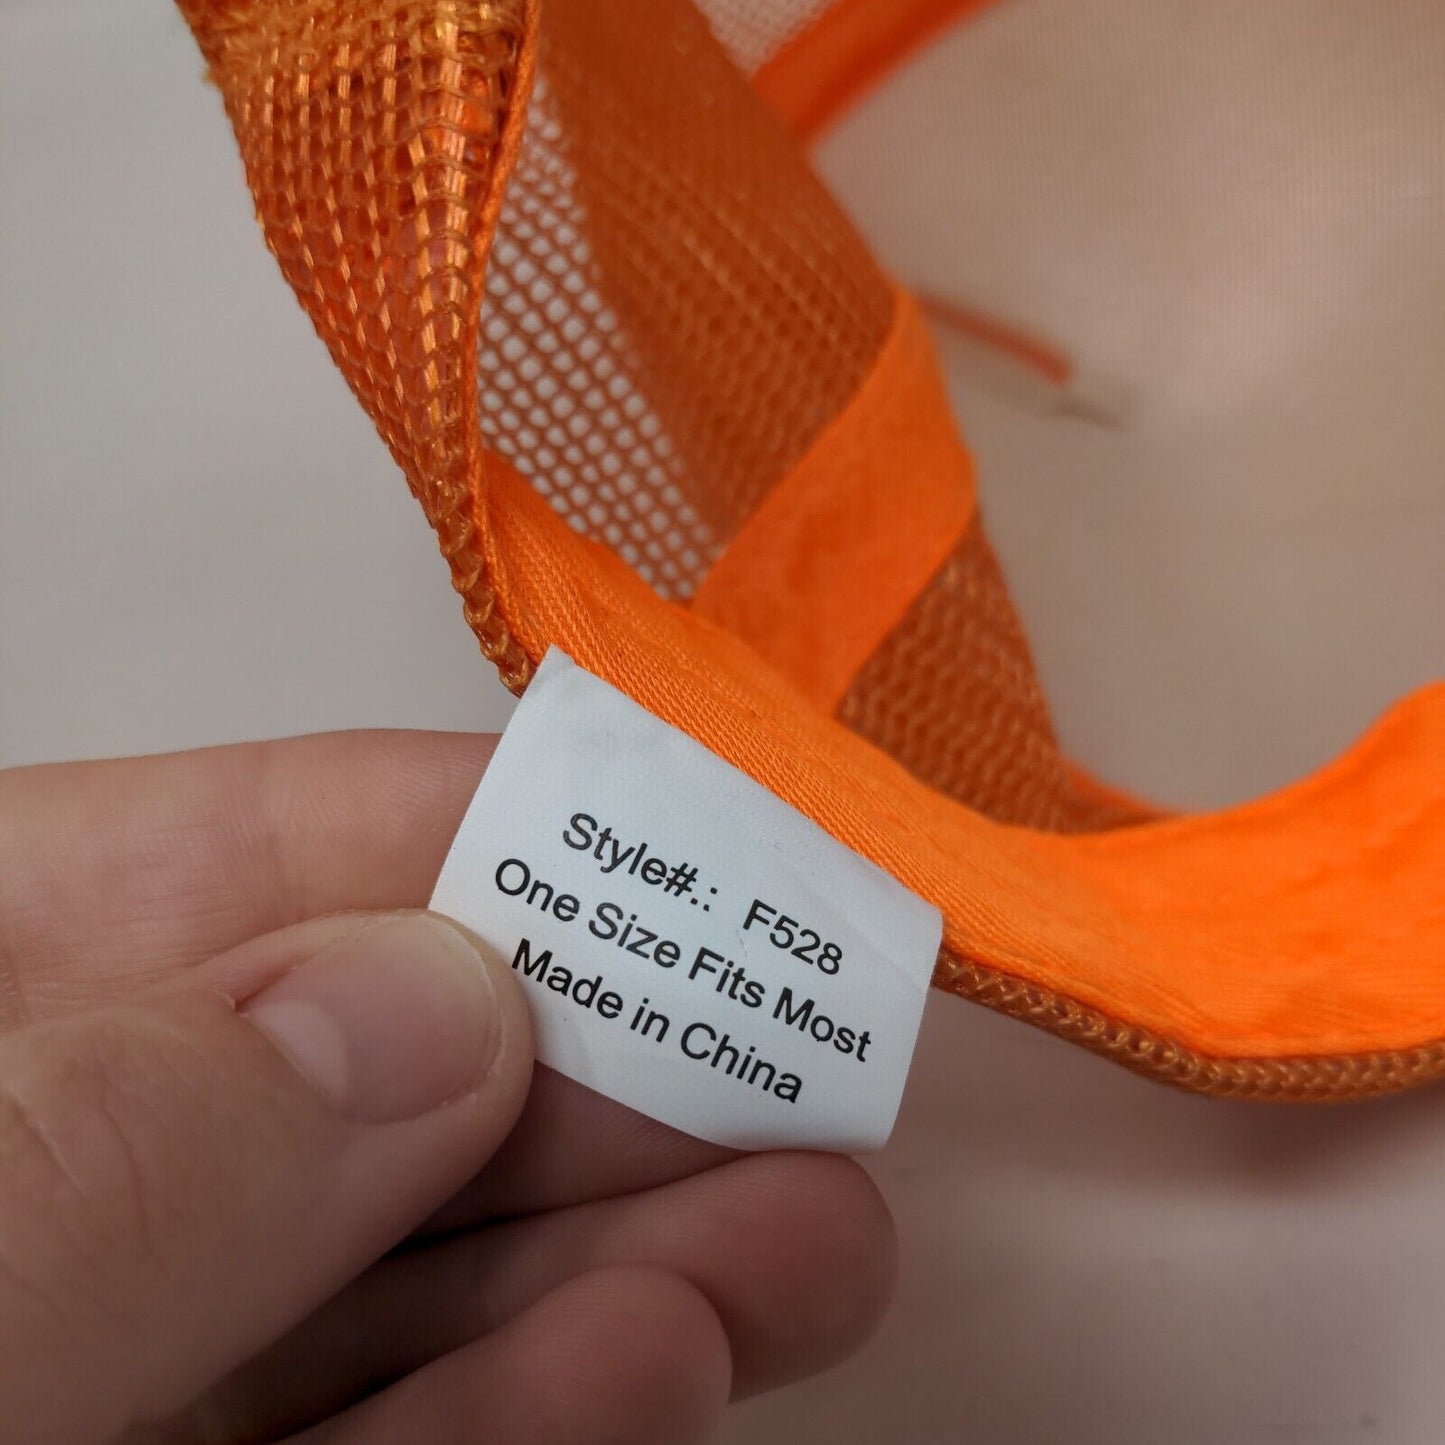 Style#.: F528
One Size Fits Most
Made in China